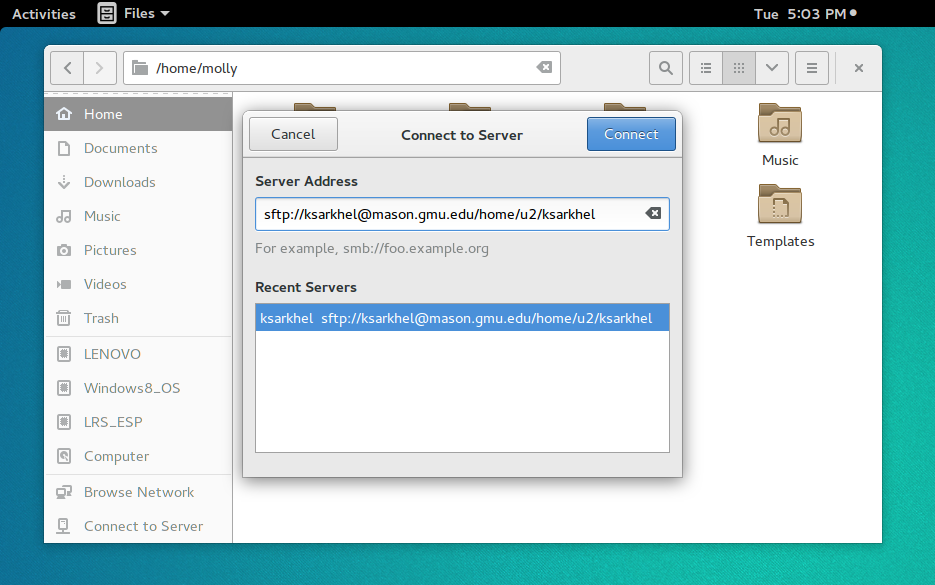 Activities Files Tue 5:03 PM
/home/molly
Home
Documents
Downloads
Music
Pictures
Videos
Trash
LENOVO
Windows8_OS
LRS_ESP
Computer
Browse Network
Connect to Server
Cancel Connect to Server Connect
Server Address
sftp://ksarkhel@mason.gmu.edu/home/u2/ksarkhel
For example, smb://foo.example.org
Recent Servers
ksarkhel sftp://ksarkhel@mason.gmu.edu/home/u2/ksarkhel
Music
Templates